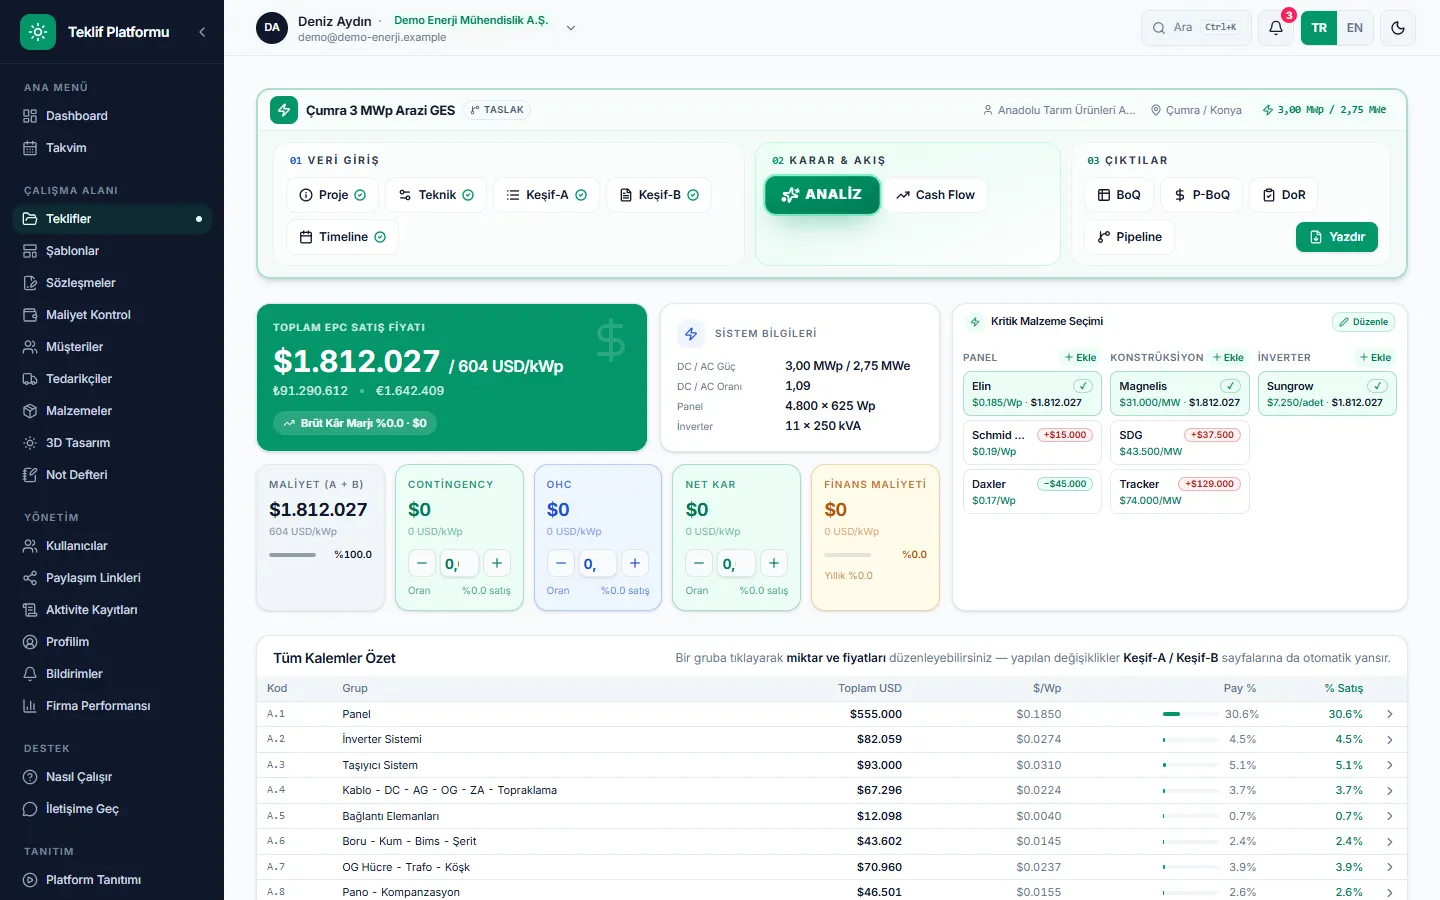 Teklif Platformu
ANA MENÜ
Dashboard
Takvim
ÇALIŞMA ALANI
Teklifler
Şablonlar
Sözleşmeler
Maliyet Kontrol
Müşteriler
Tedarikçiler
Malzemeler
3D Tasarım
Not Defteri
YÖNETİM
Kullanıcılar
Paylaşım Linkleri
Aktivite Kayıtları
Profilim
Bildirimler
Firma Performansı
DESTEK
Nasıl Çalışır
İletişime Geç
TANITIM
Platform Tanıtımı
DA
Deniz Aydın · Demo Enerji Mühendislik A.Ş.
demo@demo-enerji.example
Ara Ctrl+K
3
TR EN
Çumra 3 MWp Arazi GES TASLAK
Anadolu Tarım Ürünleri A... Çumra / Konya 3,00 MWp / 2,75 MWe
01 VERİ GİRİŞ
Proje Teknik Keşif-A Keşif-B
Timeline
02 KARAR & AKIŞ
ANALİZ Cash Flow
03 ÇIKTILAR
BoQ P-BoQ DoR
Pipeline Yazdır
TOPLAM EPC SATIŞ FİYATI
$1.812.027 / 604 USD/kWp
₺91.290.612 • €1.642.409
Brüt Kâr Marjı %0.0 · $0
SİSTEM BİLGİLERİ
DC / AC Güç 3,00 MWp / 2,75 MWe
DC / AC Oranı 1,09
Panel 4.800 × 625 Wp
İnverter 11 × 250 kVA
Kritik Malzeme Seçimi Düzenle
PANEL + Ekle
Elin
$0.185/Wp · $1.812.027
Schmid ... +$15.000
$0.19/Wp
Daxler −$45.000
$0.17/Wp
KONSTRÜKSİYON + Ekle
Magnelis
$31.000/MW · $1.812.027
SDG +$37.500
$43.500/MW
Tracker +$129.000
$74.000/MW
İNVERTER + Ekle
Sungrow
$7.250/adet · $1.812.027
MALİYET (A + B)
$1.812.027
604 USD/kWp
%100.0
CONTİNGENCY
$0
0 USD/kWp
− 0, +
Oran %0.0 satış
OHC
$0
0 USD/kWp
− 0, +
Oran %0.0 satış
NET KAR
$0
0 USD/kWp
− 0, +
Oran %0.0 satış
FİNANS MALİYETİ
$0
0 USD/kWp
%0.0
Yıllık %0.0
Tüm Kalemler Özet
Bir gruba tıklayarak miktar ve fiyatları düzenleyebilirsiniz — yapılan değişiklikler Keşif-A / Keşif-B sayfalarına da otomatik yansır.
Kod Grup Toplam USD $/Wp Pay % % Satış
A.1 Panel $555.000 $0.1850 30.6% 30.6%
A.2 İnverter Sistemi $82.059 $0.0274 4.5% 4.5%
A.3 Taşıyıcı Sistem $93.000 $0.0310 5.1% 5.1%
A.4 Kablo - DC - AG - OG - ZA - Topraklama $67.296 $0.0224 3.7% 3.7%
A.5 Bağlantı Elemanları $12.098 $0.0040 0.7% 0.7%
A.6 Boru - Kum - Bims - Şerit $43.602 $0.0145 2.4% 2.4%
A.7 OG Hücre - Trafo - Köşk $70.960 $0.0237 3.9% 3.9%
A.8 Pano - Kompanzasyon $46.501 $0.0155 2.6% 2.6%